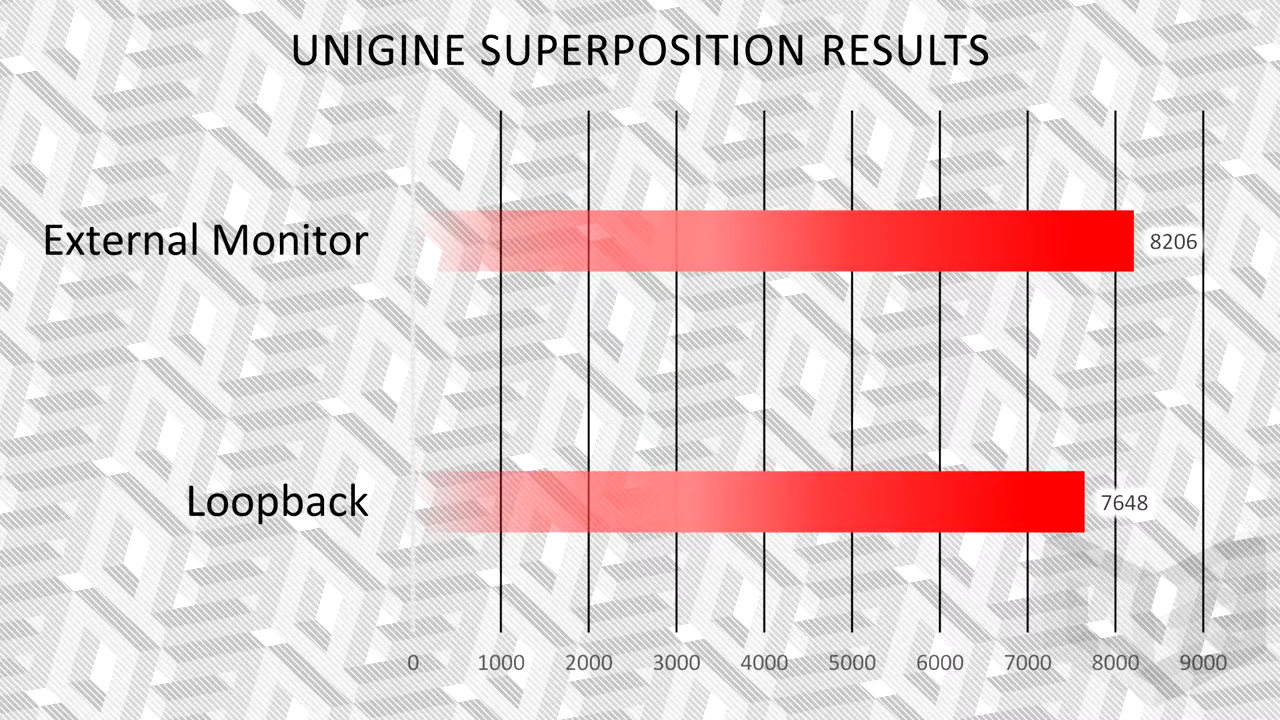 UNIGINE SUPERPOSITION RESULTS
External Monitor
8206
Loopback
7648
0 1000 2000 3000 4000 5000 6000 7000 8000 9000